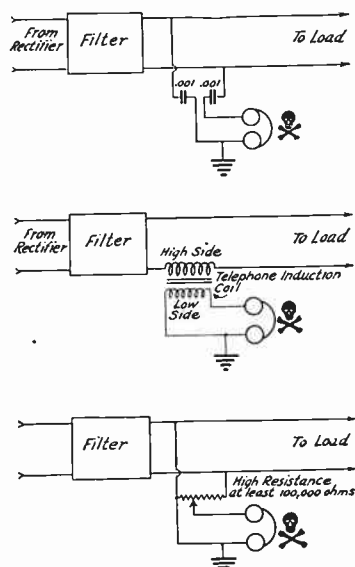 From
Rectifier
Filter
To Load
.001 .001
From
Rectifier
Filter
To Load
High Side
Telephone Induction
Coil
Low
Side
Filter
To Load
High Resistance
at least 100,000 ohms